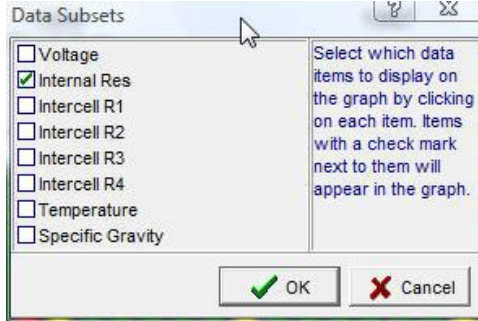 Data Subsets
Voltage
Internal Res
Intercell R1
Intercell R2
Intercell R3
Intercell R4
Temperature
Specific Gravity
Select which data
items to display on
the graph by clicking
on each item. Items
with a check mark
next to them will
appear in the graph.
OK
Cancel